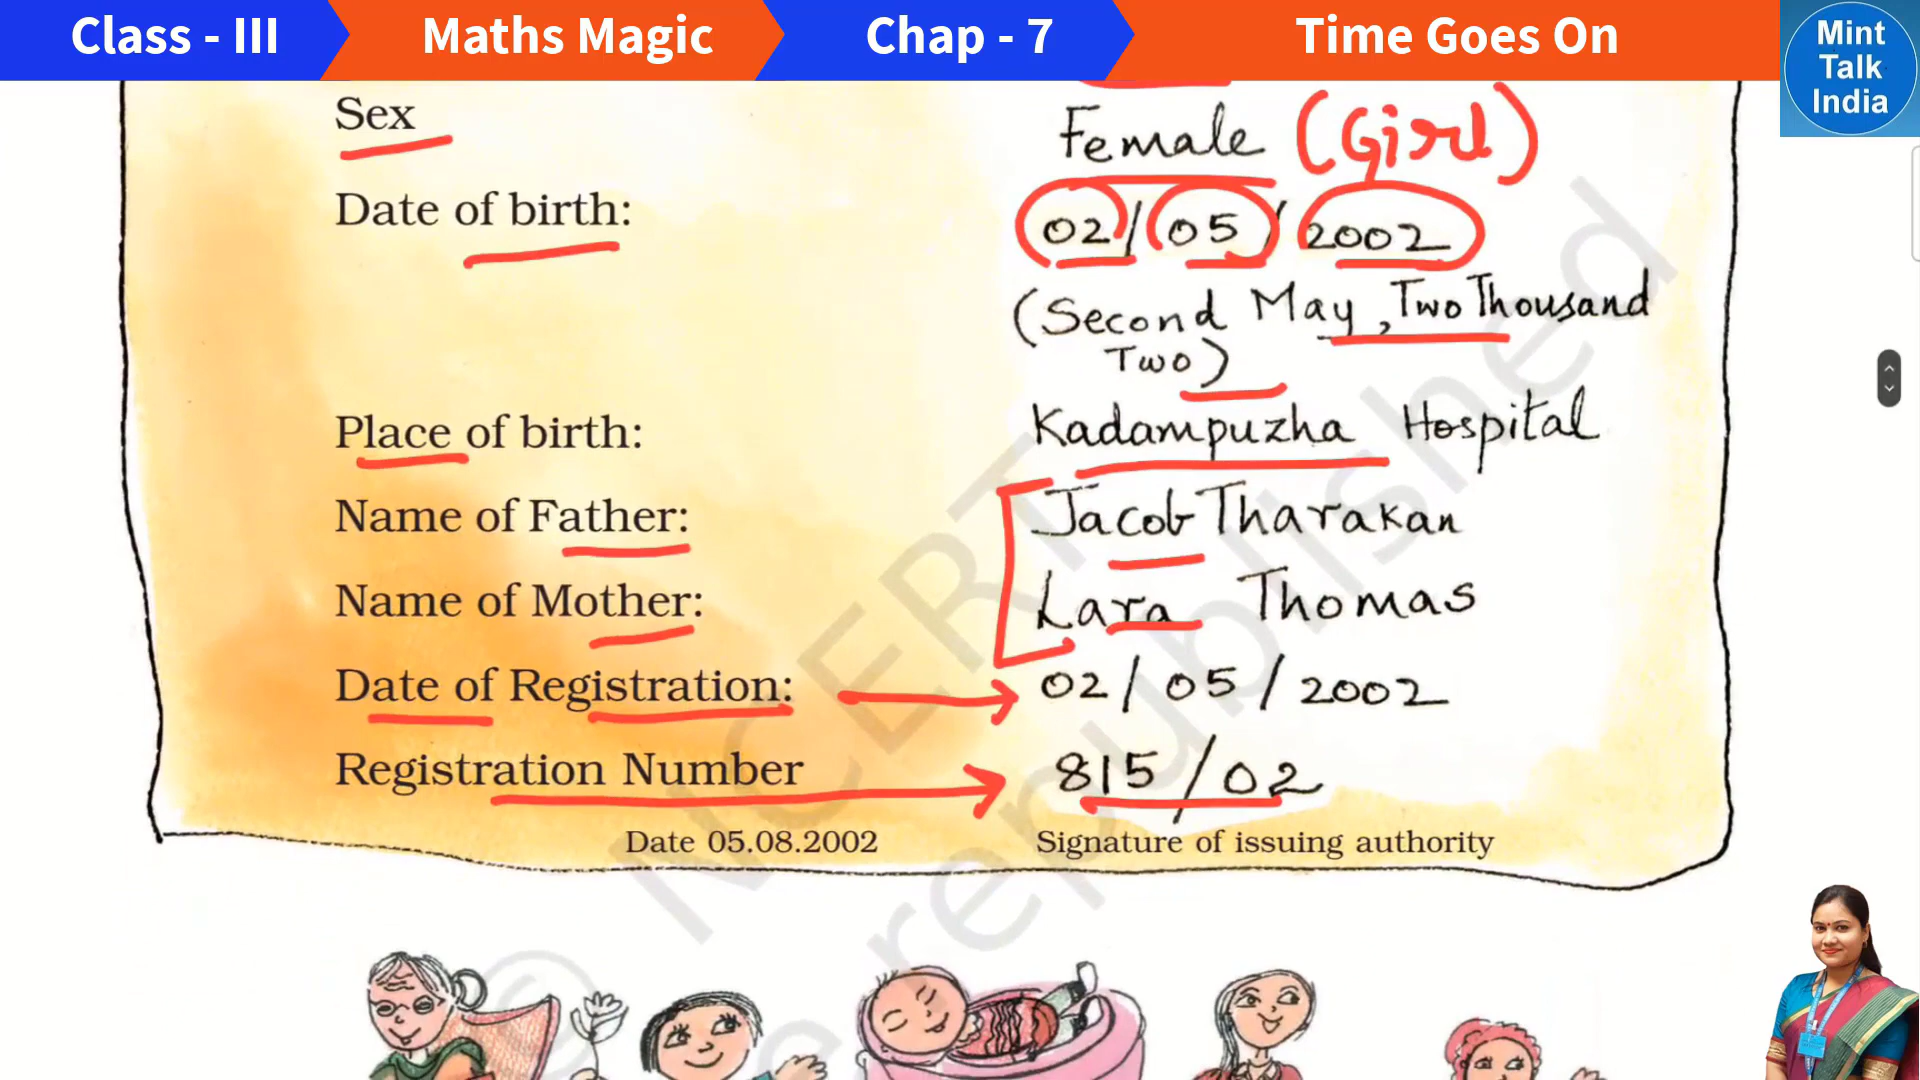 Class - III Maths Magic Chap - 7 Time Goes On
Mint
Talk
India
Sex Female (Girl)
Date of birth: 02/05/2002
(Second May, Two Thousand
Two)
Place of birth: Kadampuzha Hospital
Name of Father: Jacob Tharakan
Name of Mother: Lara Thomas
Date of Registration: 02/05/2002
Registration Number 815/02
Date 05.08.2002 Signature of issuing authority
© NCERT
republished